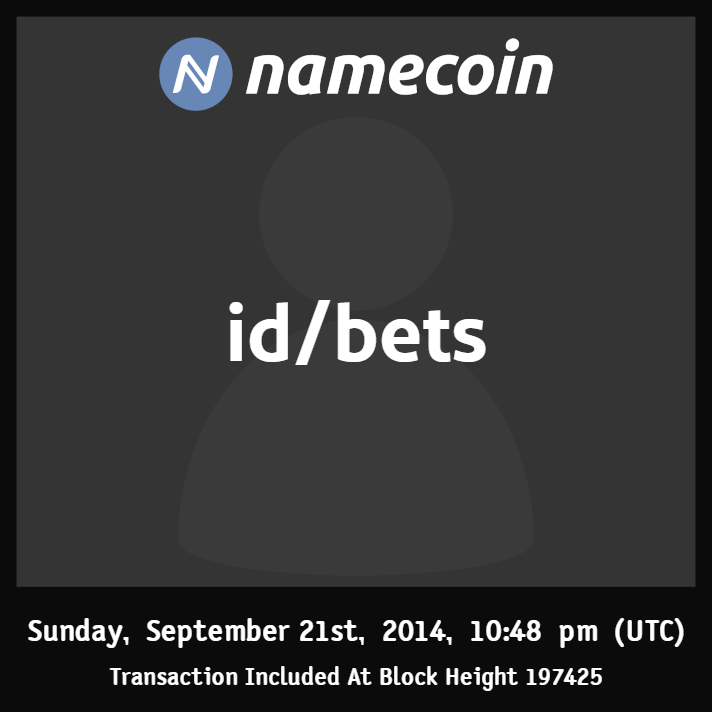 namecoin
id/bets
Sunday, September 21st, 2014, 10:48 pm (UTC)
Transaction Included At Block Height 197425